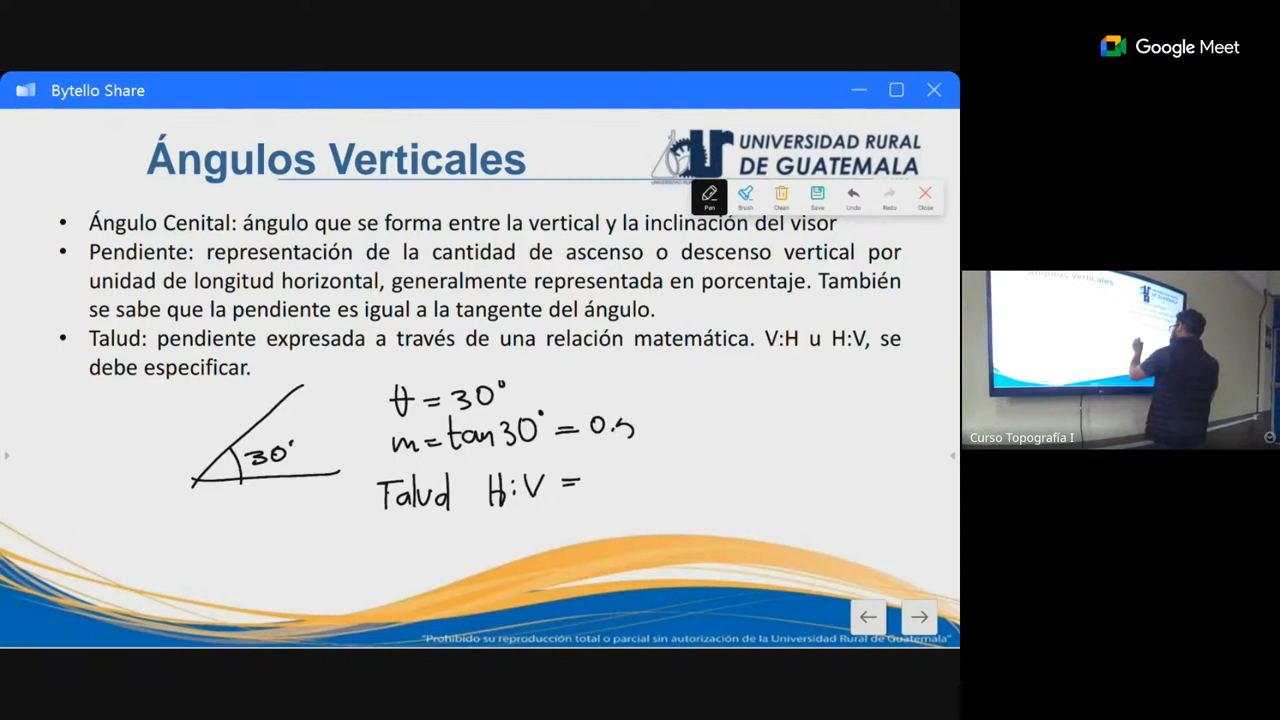 Google Meet
Bytello Share
Ángulos Verticales
UNIVERSIDAD RURAL
DE GUATEMALA
Pen Brush Clean Save Undo Redo Close
• Ángulo Cenital: ángulo que se forma entre la vertical y la inclinación del visor
• Pendiente: representación de la cantidad de ascenso o descenso vertical por
unidad de longitud horizontal, generalmente representada en porcentaje. También
se sabe que la pendiente es igual a la tangente del ángulo.
• Talud: pendiente expresada a través de una relación matemática. V:H u H:V, se
debe especificar.
30°
θ = 30°
m = tan 30° = 0.5
Talud H:V =
Ángulos Verticales
Curso Topografía I
"Prohibido su reproducción total o parcial sin autorización de la Universidad Rural de Guatemala"